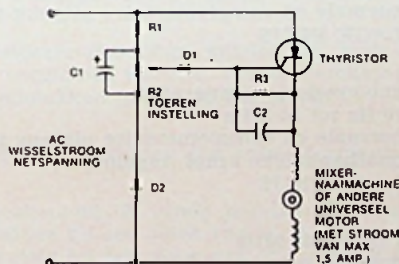 R1
D1
THYRISTOR
C1
+
R2
TOEREN
INSTELLING
R3
C2
AC
WISSELSTROOM
NETSPANNING
D2
MIXER-
NAAIMACHINE
OF ANDERE
UNIVERSEEL
MOTOR
(MET STROOM
VAN MAX
1,5 AMP)